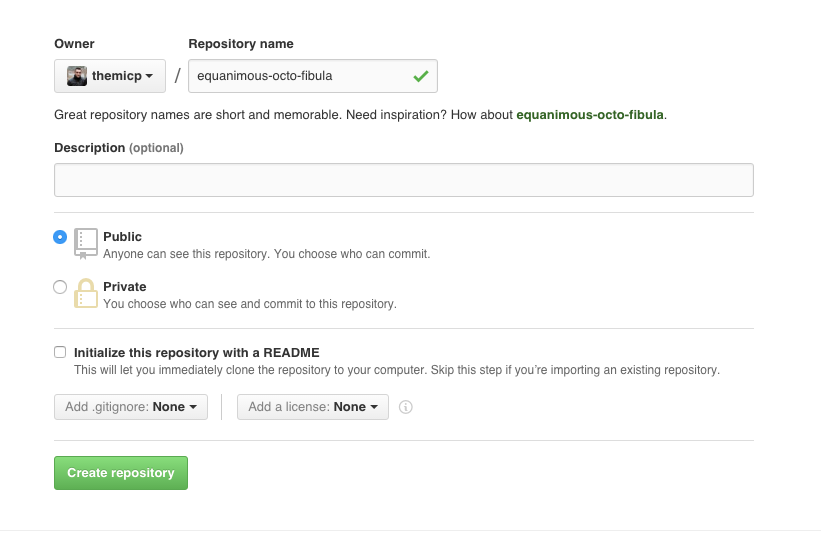 Owner Repository name
themicp / equanimous-octo-fibula
Great repository names are short and memorable. Need inspiration? How about equanimous-octo-fibula.
Description (optional)
Public
Anyone can see this repository. You choose who can commit.
Private
You choose who can see and commit to this repository.
Initialize this repository with a README
This will let you immediately clone the repository to your computer. Skip this step if you’re importing an existing repository.
Add .gitignore: None Add a license: None
Create repository